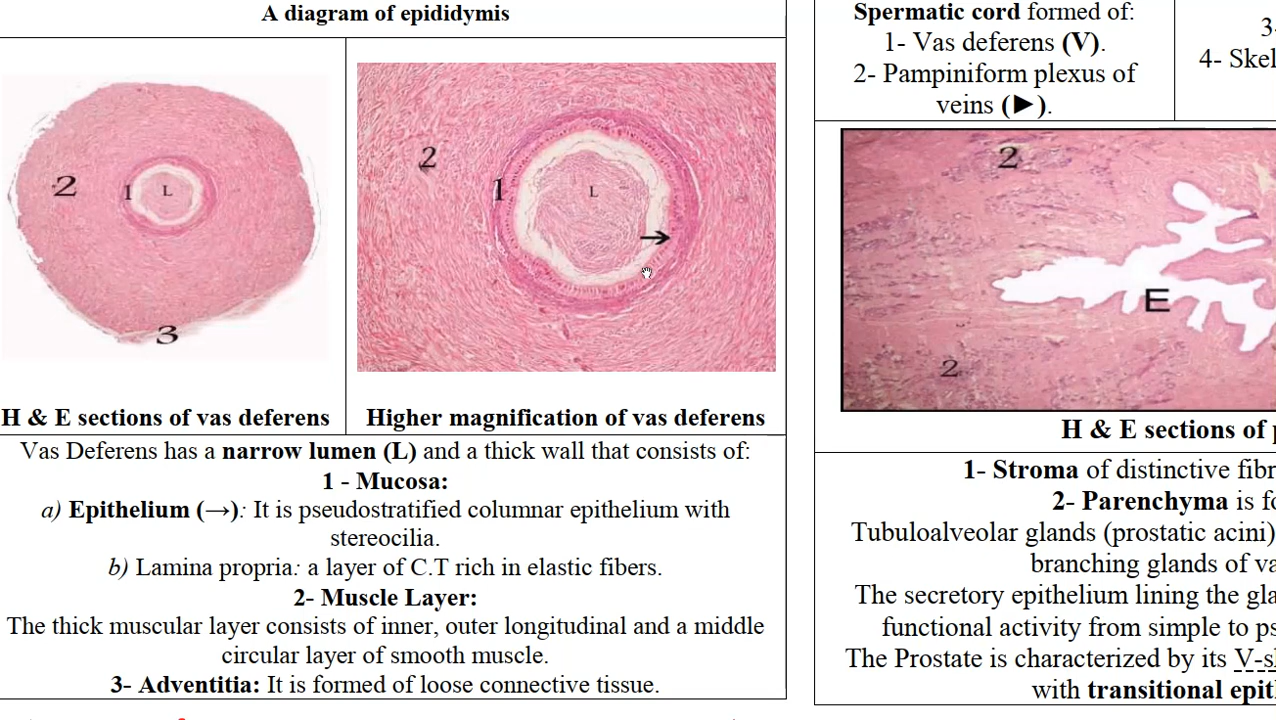 A diagram of epididymis
2
1
L
3
2
1
L
→
H & E sections of vas deferens
Higher magnification of vas deferens
Vas Deferens has a narrow lumen (L) and a thick wall that consists of:
1 - Mucosa:
a) Epithelium (→): It is pseudostratified columnar epithelium with
stereocilia.
b) Lamina propria: a layer of C.T rich in elastic fibers.
2- Muscle Layer:
The thick muscular layer consists of inner, outer longitudinal and a middle
circular layer of smooth muscle.
3- Adventitia: It is formed of loose connective tissue.
Spermatic cord formed of:
1- Vas deferens (V).
2- Pampiniform plexus of
veins (►).
3-
4- Skel
2
E
2
H & E sections of p
1- Stroma of distinctive fibr
2- Parenchyma is fo
Tubuloalveolar glands (prostatic acini)
branching glands of va
The secretory epithelium lining the gla
functional activity from simple to ps
The Prostate is characterized by its V-s
with transitional epit